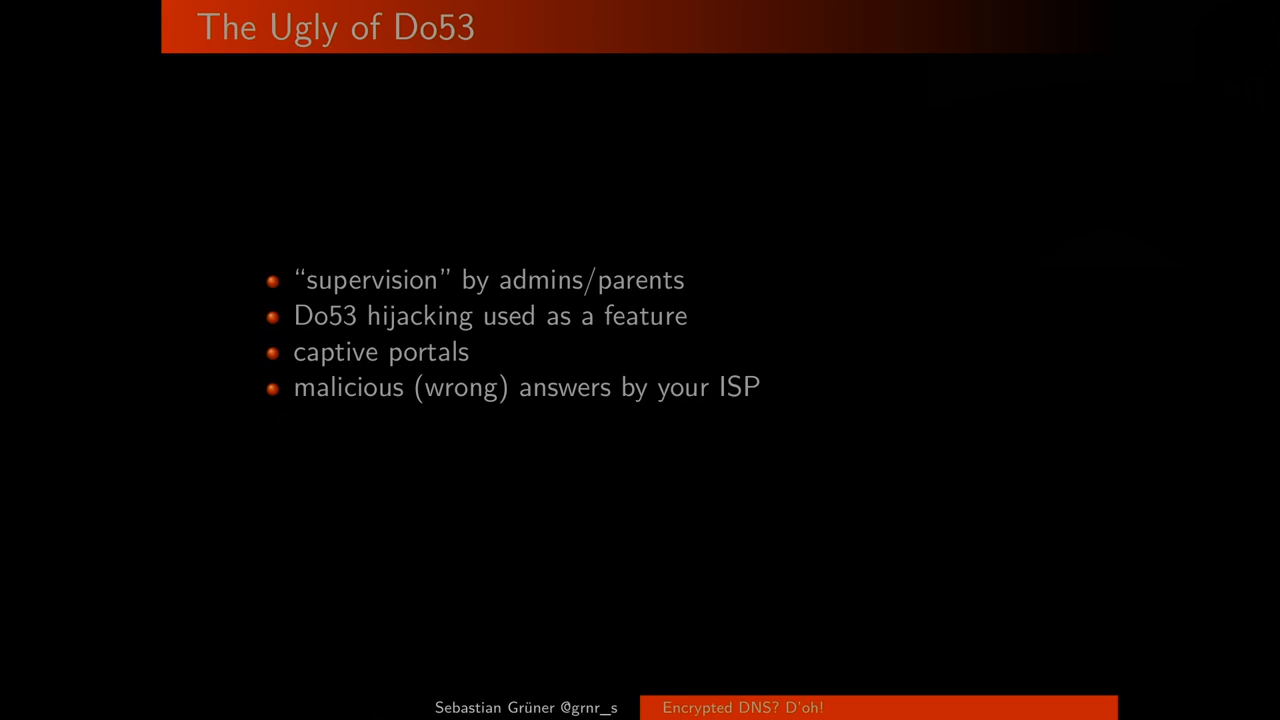 The Ugly of Do53
“supervision” by admins/parents
Do53 hijacking used as a feature
captive portals
malicious (wrong) answers by your ISP
Sebastian Grüner @grnr_s
Encrypted DNS? D'oh!